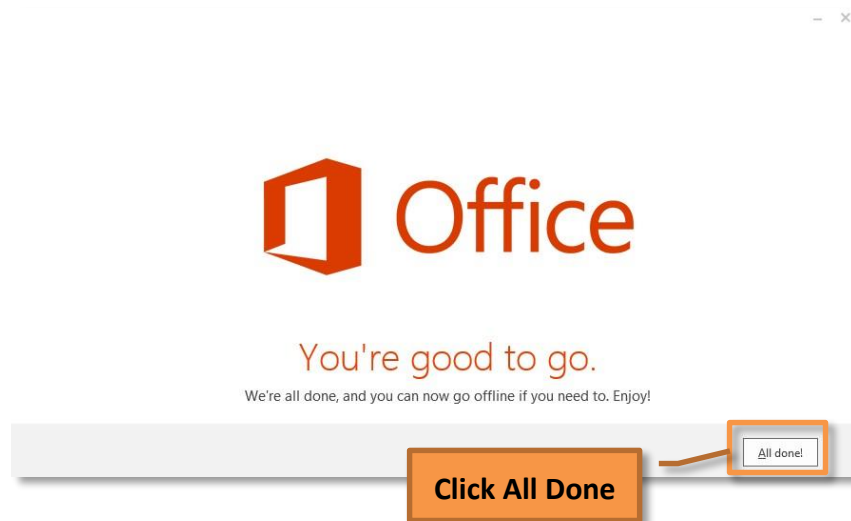 Office
You're good to go.
We're all done, and you can now go offline if you need to. Enjoy!
All done!
Click All Done